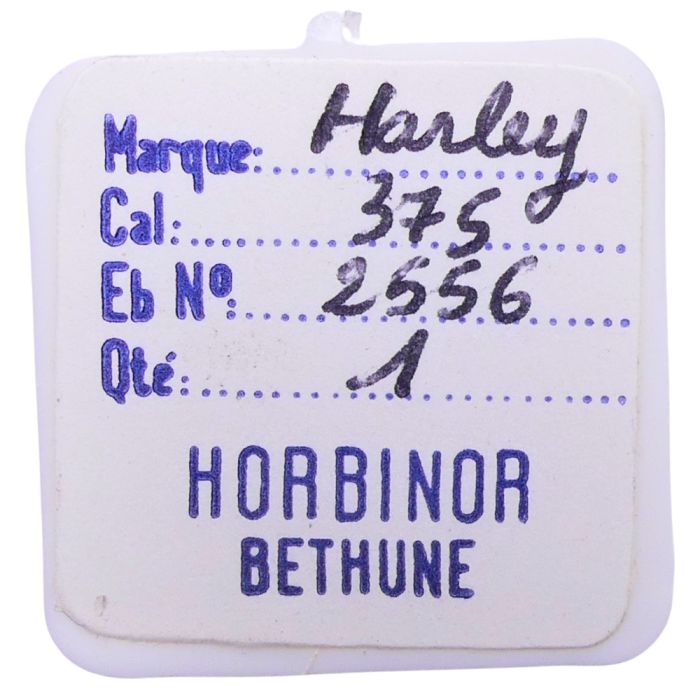 Marque: Harley
Cal: 375
Eb Nº: 2556
Qté: 1
HORBINOR
BETHUNE